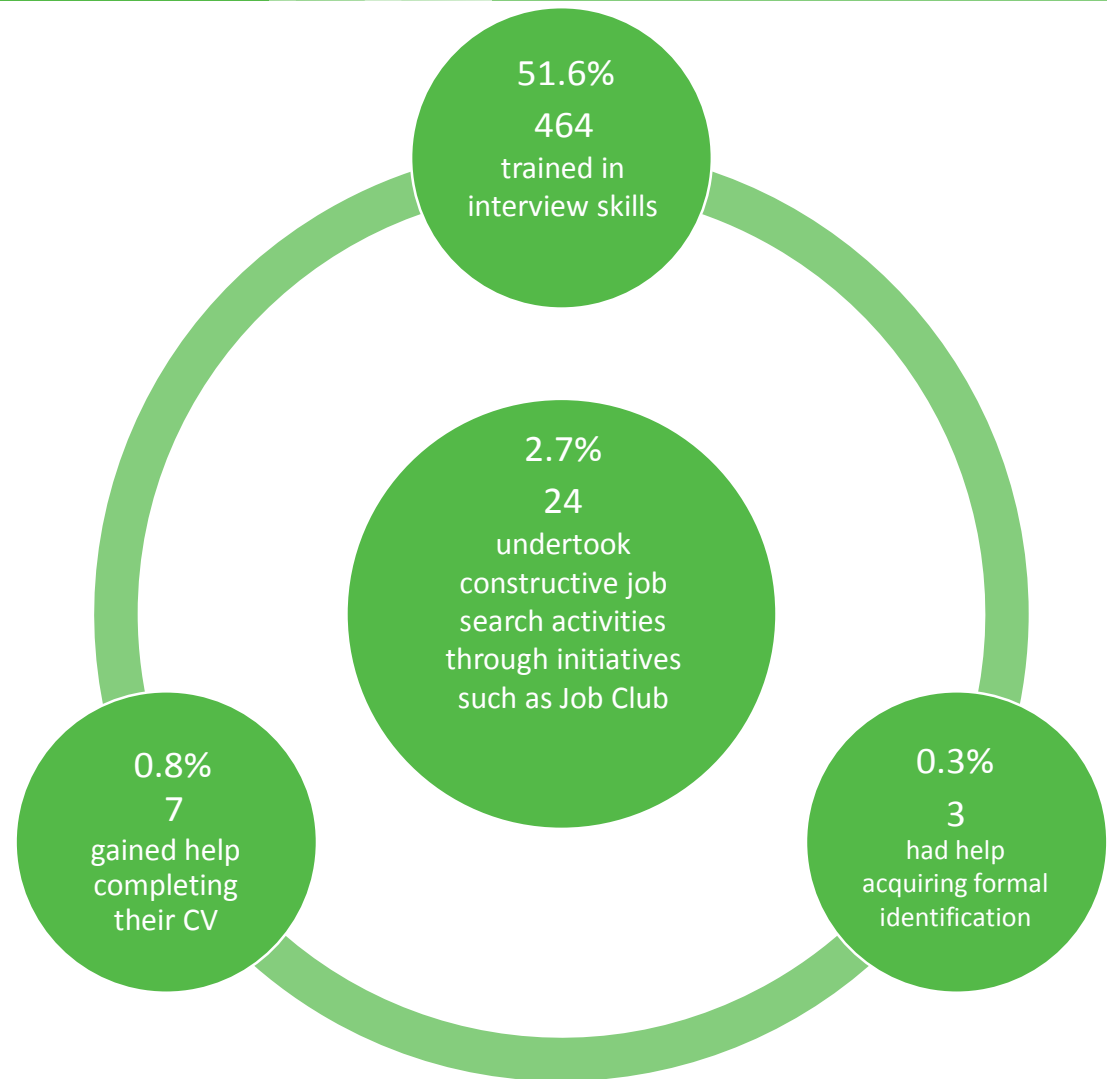 51.6%
464
trained in
interview skills
2.7%
24
undertook
constructive job
search activities
through initiatives
such as Job Club
0.8%
7
gained help
completing
their CV
0.3%
3
had help
acquiring formal
identification